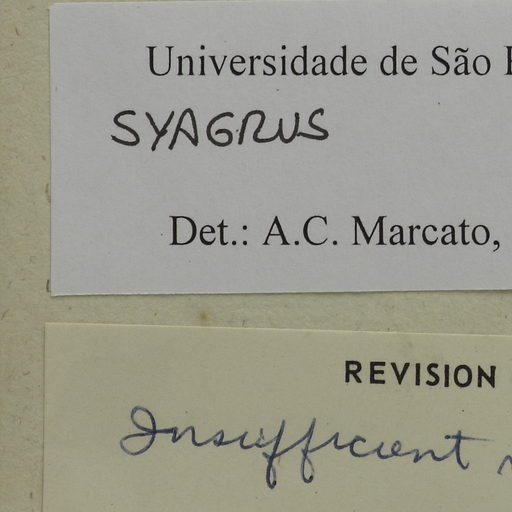 Universidade de São
SYAGRUS
Det.: A.C. Marcato,
REVISION
Insufficient